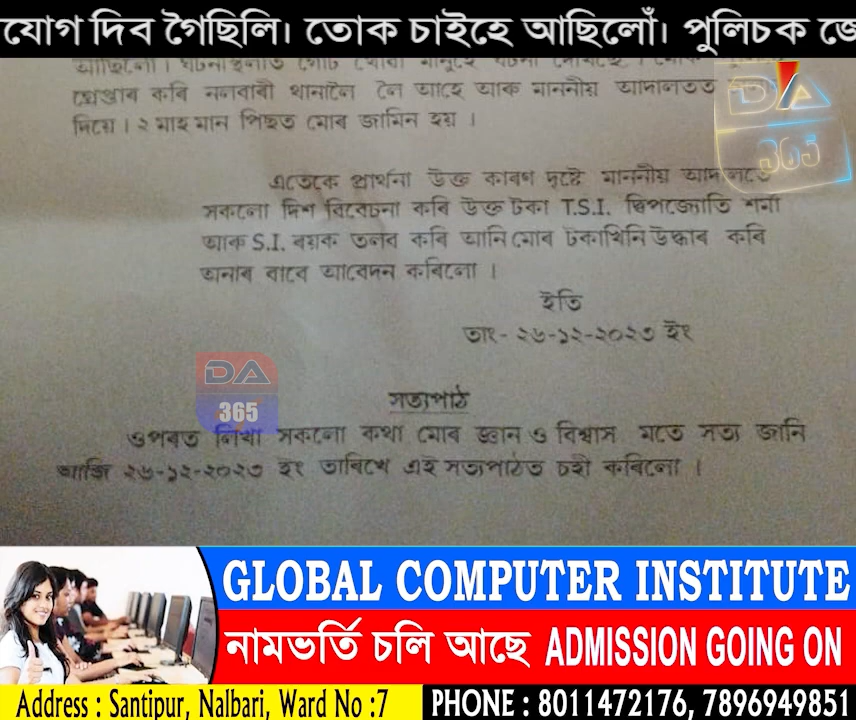 যোগ দিব গৈছিলি। তোক চাইহে আছিলোঁ। পুলিচক জে
গ্ৰেপ্তাৰ কৰি নলবাৰী থানালৈ লৈ আহে আৰু মাননীয় আদালতত
দিয়ে। ২ মাহ মান পিছত মোৰ জামিন হয় ।
DA
365
এতেকে প্ৰাৰ্থনা উক্ত কাৰণ দৃষ্টে মাননীয় আদালতে
সকলো দিশ বিবেচনা কৰি উক্ত টকা T.S.I. দ্বিপজ্যোতি শৰ্মা
আৰু S.I. ৰয়ক তলব কৰি আনি মোৰ টকাখিনি উদ্ধাৰ কৰি
অনাৰ বাবে আবেদন কৰিলো ।
ইতি
তাং- ২৬-১২-২০২৩ ইং
DA
365
সত্যপাঠ
ওপৰত লিখা সকলো কথা মোৰ জ্ঞান ও বিশ্বাস মতে সত্য জানি
আজি ২৬-১২-২০২৩ ইং তাৰিখে এই সত্যপাঠত চহী কৰিলো ।
GLOBAL COMPUTER INSTITUTE
নামভৰ্তি চলি আছে ADMISSION GOING ON
Address : Santipur, Nalbari, Ward No :7
PHONE : 8011472176, 7896949851